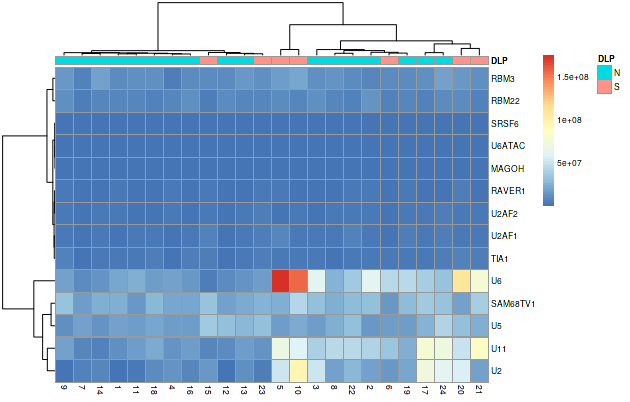 DLP
RBM3
RBM22
SRSF6
U6ATAC
MAGOH
RAVER1
U2AF2
U2AF1
TIA1
U6
SAM68TV1
U5
U11
U2
9 7 14 1 11 18 4 16 15 12 13 23 5 10 3 8 22 2 6 19 17 24 20 21
1.5e+08
1e+08
5e+07
DLP
N
S